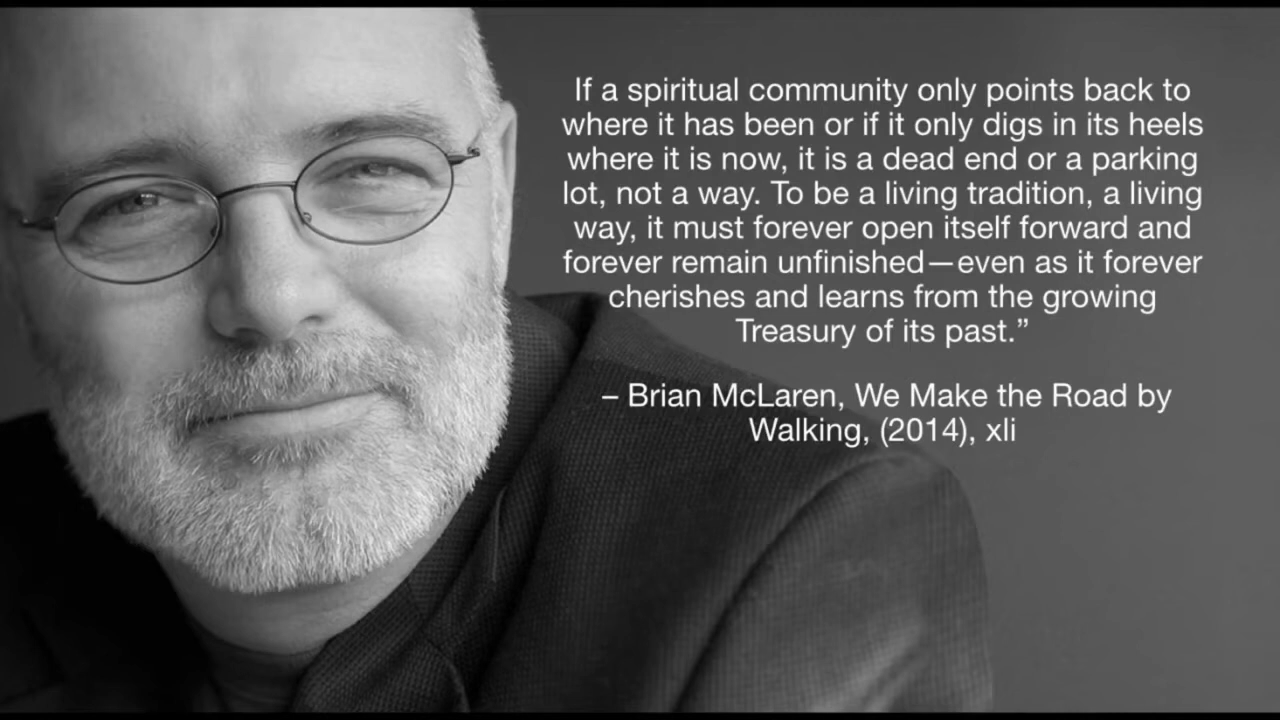 If a spiritual community only points back to
where it has been or if it only digs in its heels
where it is now, it is a dead end or a parking
lot, not a way. To be a living tradition, a living
way, it must forever open itself forward and
forever remain unfinished—even as it forever
cherishes and learns from the growing
Treasury of its past.”
– Brian McLaren, We Make the Road by
Walking, (2014), xli